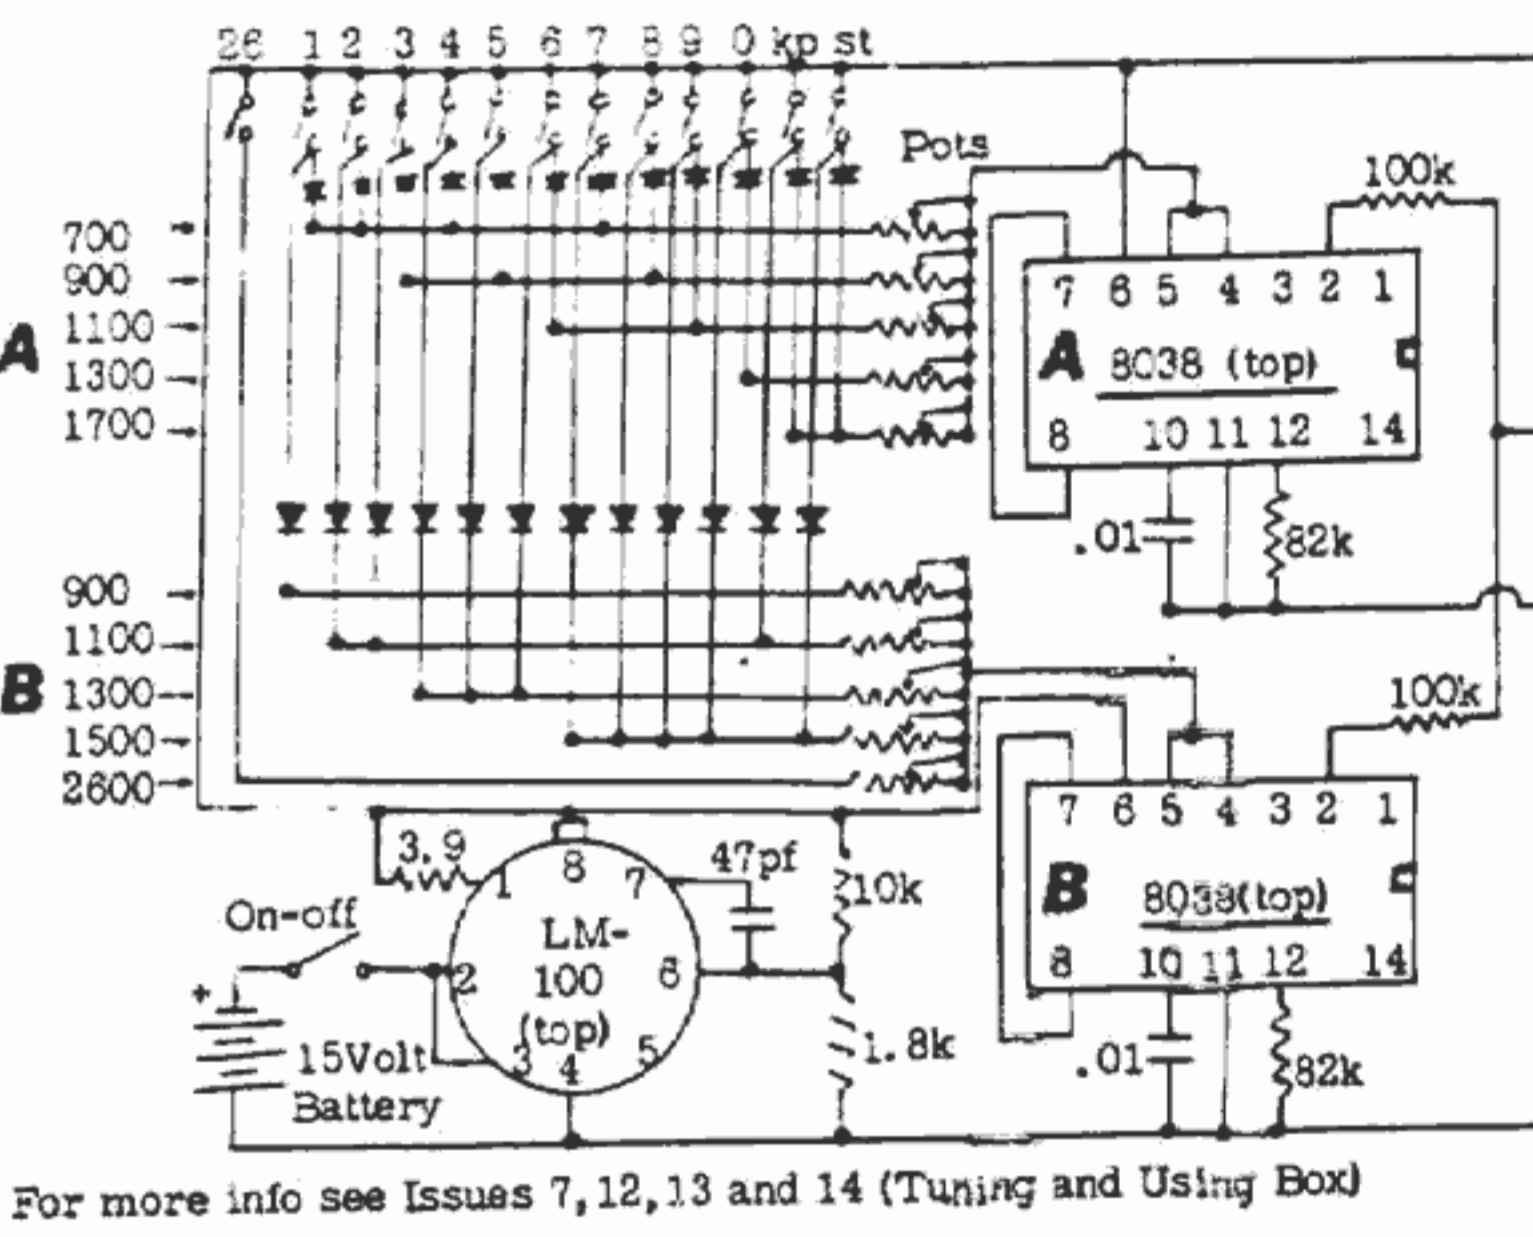 26 1 2 3 4 5 6 7 8 9 0 kp st
Pots
100k
700
900
1100
1300
1700
A
7 6 5 4 3 2 1
A 8038 (top)
8 10 11 12 14
.01
82k
900
1100
1300
1500
2600
B
100k
7 6 5 4 3 2 1
B 8038(top)
8 10 11 12 14
.01
82k
3.9
1 8 7
47pf
10k
On-off
LM-
100
(top)
2
6
3 4 5
1.8k
+
15Volt
Battery
For more info see Issues 7,12,13 and 14 (Tuning and Using Box)